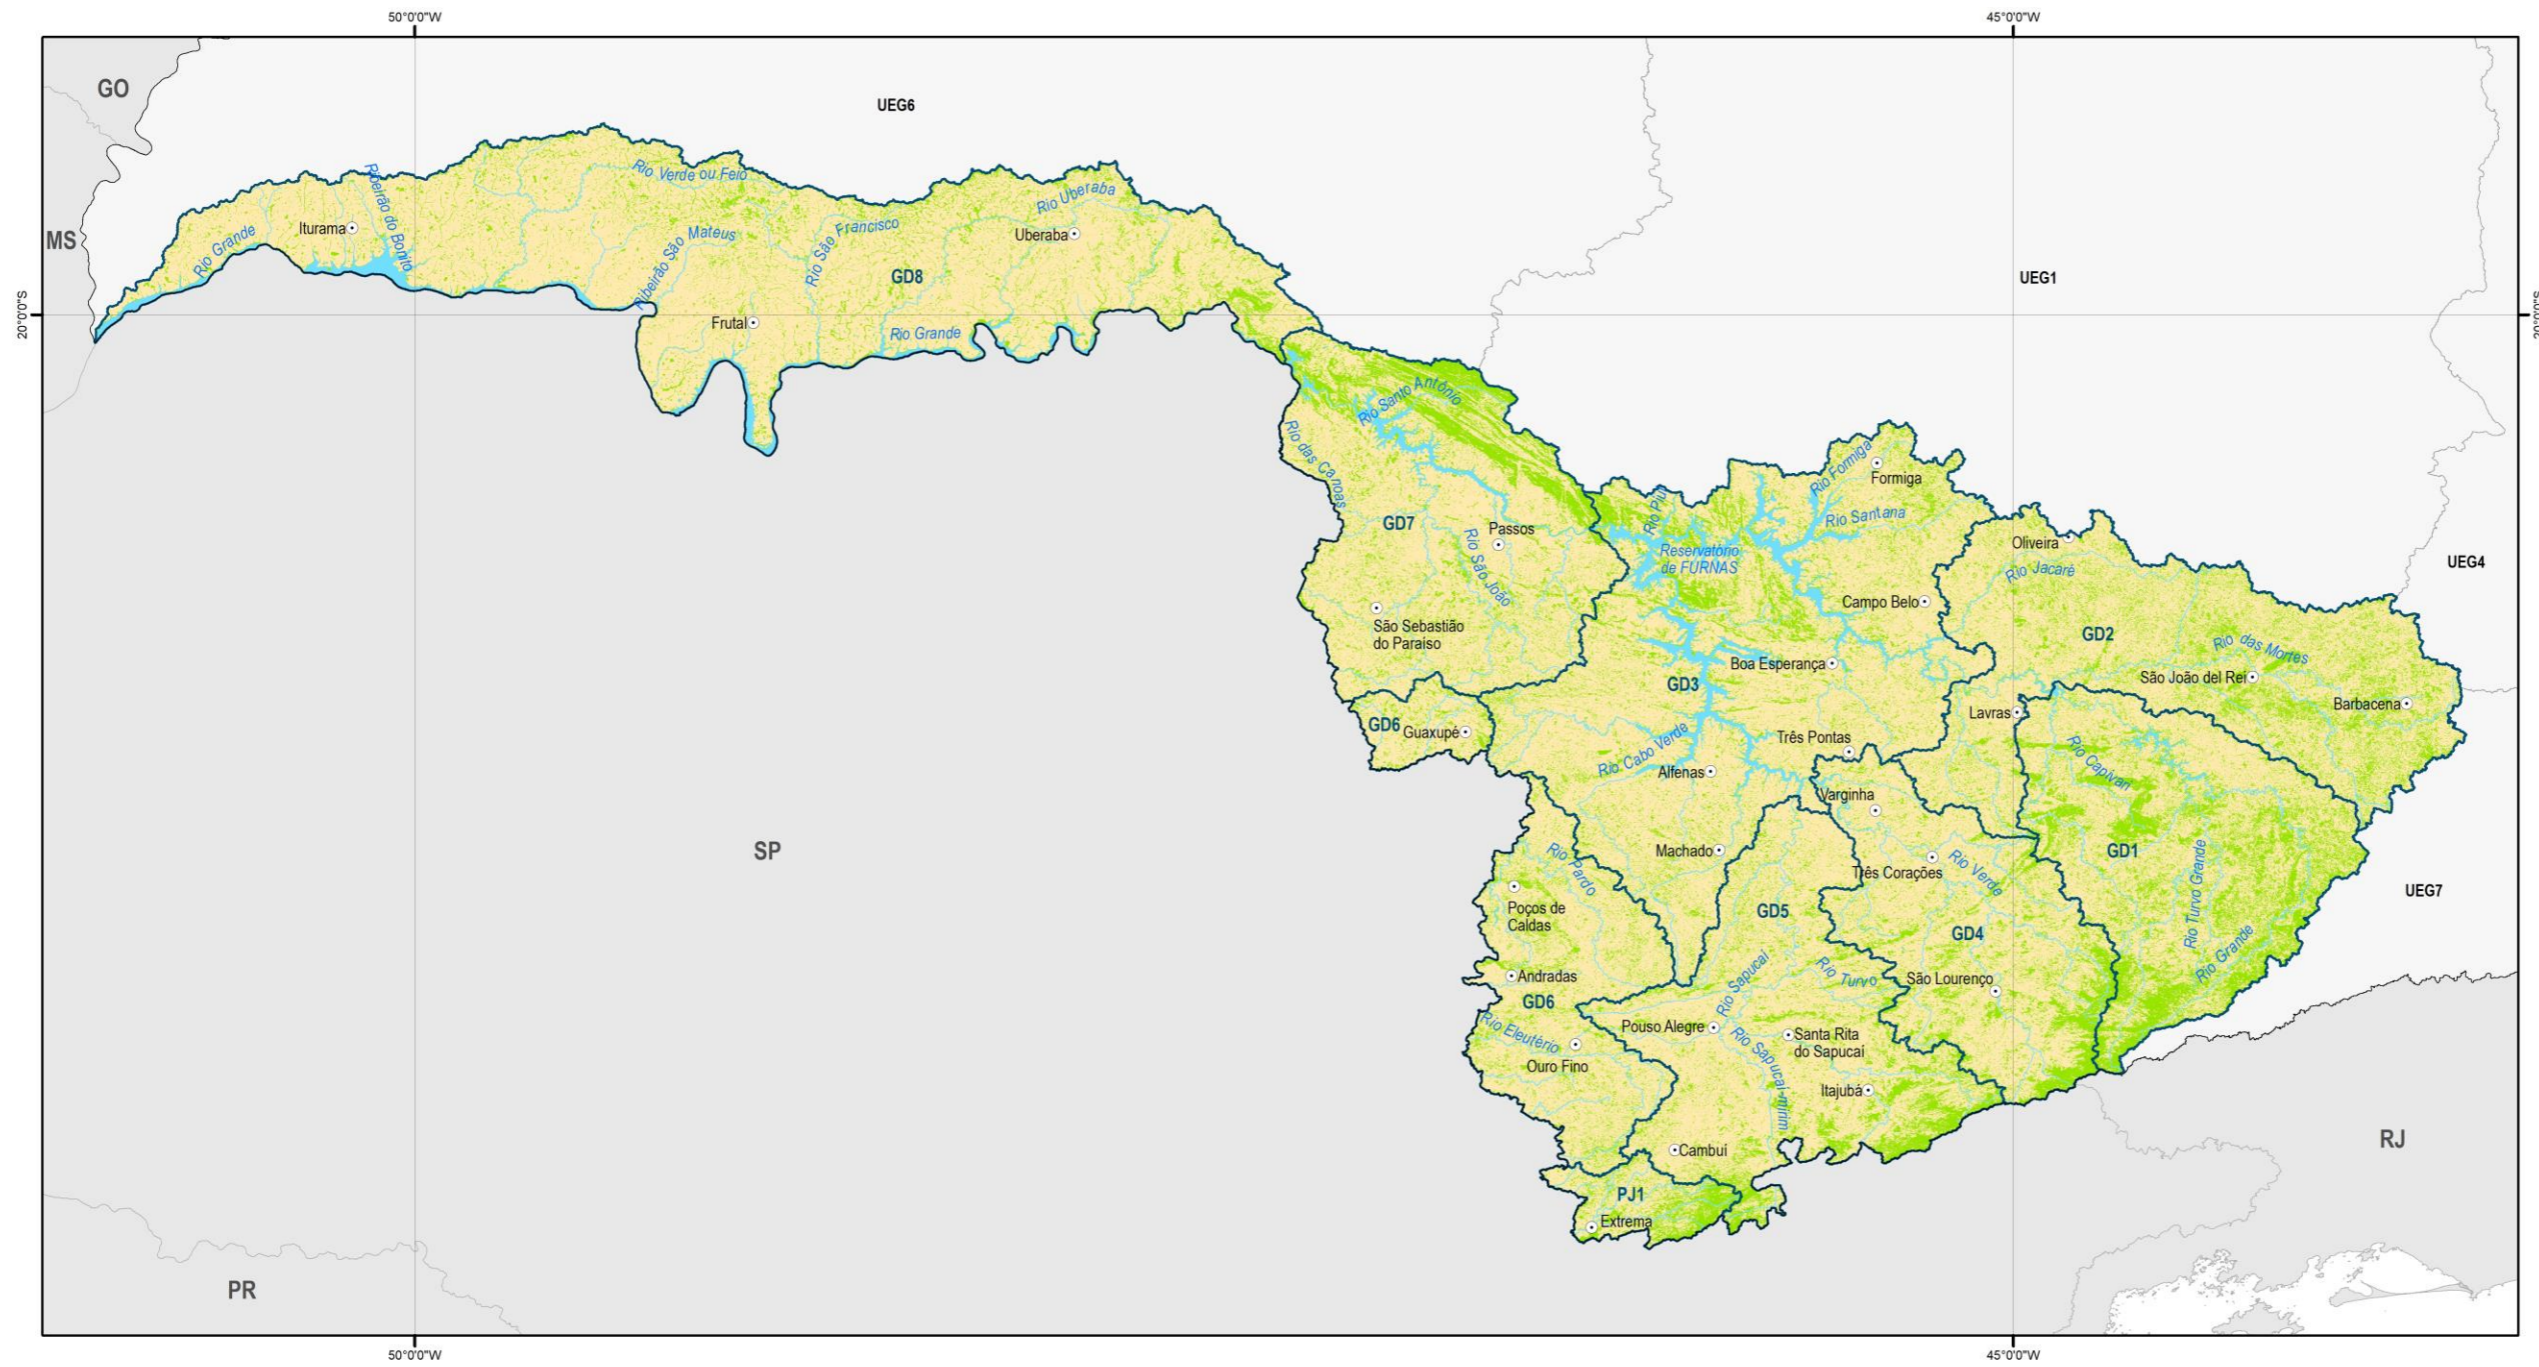 50°0'0"W
45°0'0"W
GO
UEG6
Rio Verde ou Feio
Ribeirão do Bonito
Rio Uberaba
Iturama
Rio Grande
Ribeirão São Mateus
Rio São Francisco
Uberaba
MS
GD8
UEG1
20°0'0"S
20°0'0"S
Frutal
Rio Grande
Rio Santo Antônio
Rio das Canoas
Rio Formiga
Formiga
Rio Piuí
Rio Santana
GD7
Passos
Rio São João
Reservatório
de FURNAS
Oliveira
Rio Jacaré
UEG4
Campo Belo
São Sebastião
do Paraiso
GD2
Rio das Mortes
Boa Esperança
São João del Rei
GD3
Barbacena
Lavras
GD6
Guaxupé
Rio Cabo Verde
Três Pontas
Rio Capivari
Alfenas
Varginha
SP
Machado
GD1
Rio Pardo
Três Corações
Rio Verde
Rio Turvo Grande
UEG7
Poços de
Caldas
GD5
GD4
Rio Grande
Andradas
Rio Sapucaí
Rio Turvo
São Lourenço
GD6
Rio Eleutério
Pouso Alegre
Santa Rita
do Sapucaí
Rio Sapucaí-mirim
Ouro Fino
Itajubá
RJ
Cambuí
PJ1
Extrema
PR
50°0'0"W
45°0'0"W